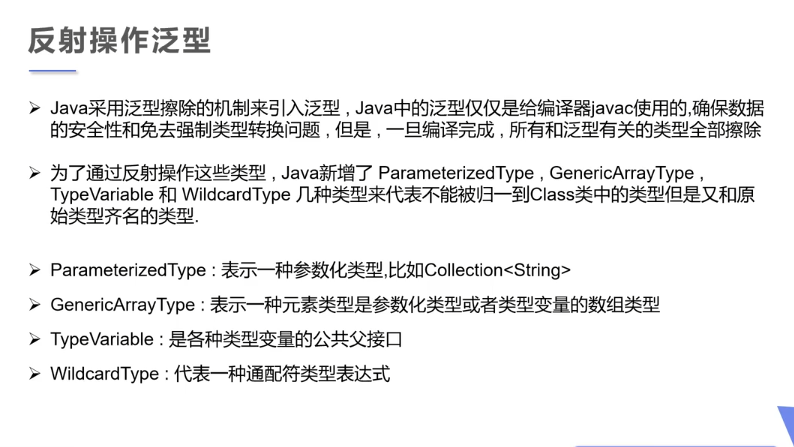 反射操作泛型
➢ Java采用泛型擦除的机制来引入泛型 , Java中的泛型仅仅是给编译器javac使用的,确保数据
的安全性和免去强制类型转换问题 , 但是 , 一旦编译完成 , 所有和泛型有关的类型全部擦除
➢ 为了通过反射操作这些类型 , Java新增了 ParameterizedType , GenericArrayType ,
TypeVariable 和 WildcardType 几种类型来代表不能被归一到Class类中的类型但是又和原
始类型齐名的类型.
➢ ParameterizedType : 表示一种参数化类型,比如Collection<String>
➢ GenericArrayType : 表示一种元素类型是参数化类型或者类型变量的数组类型
➢ TypeVariable : 是各种类型变量的公共父接口
➢ WildcardType : 代表一种通配符类型表达式